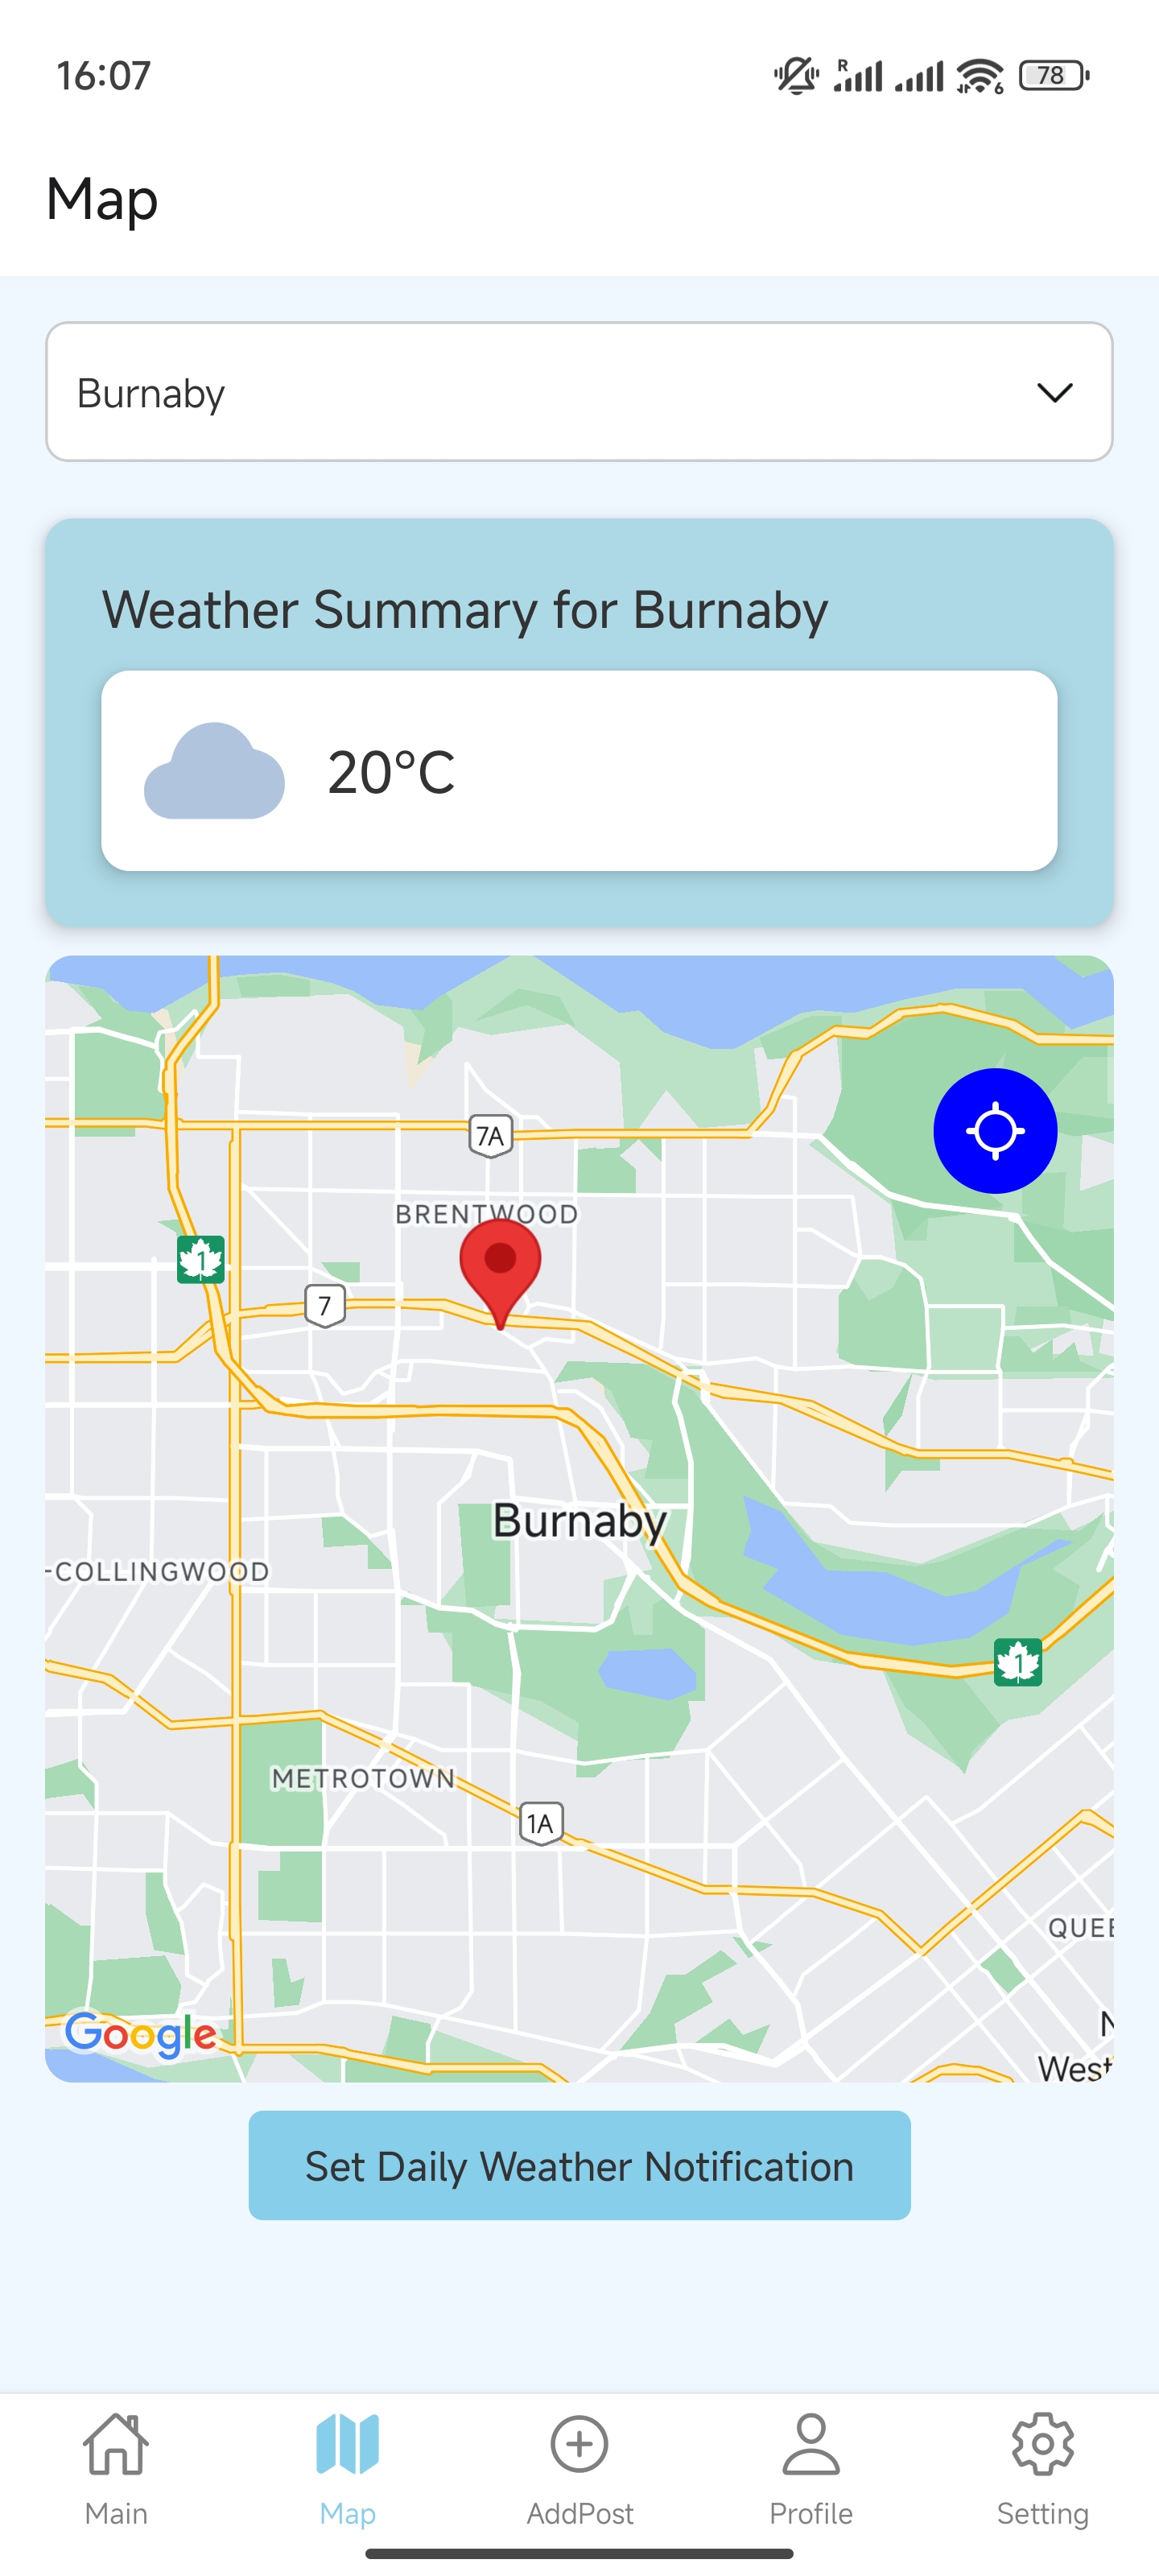 16:07
R 6 78
Map
Burnaby
Weather Summary for Burnaby
20°C
7A
BRENTWOOD
1
7
Burnaby
-COLLINGWOOD
1
METROTOWN
1A
QUEE
N
West
Google
Set Daily Weather Notification
Main Map AddPost Profile Setting